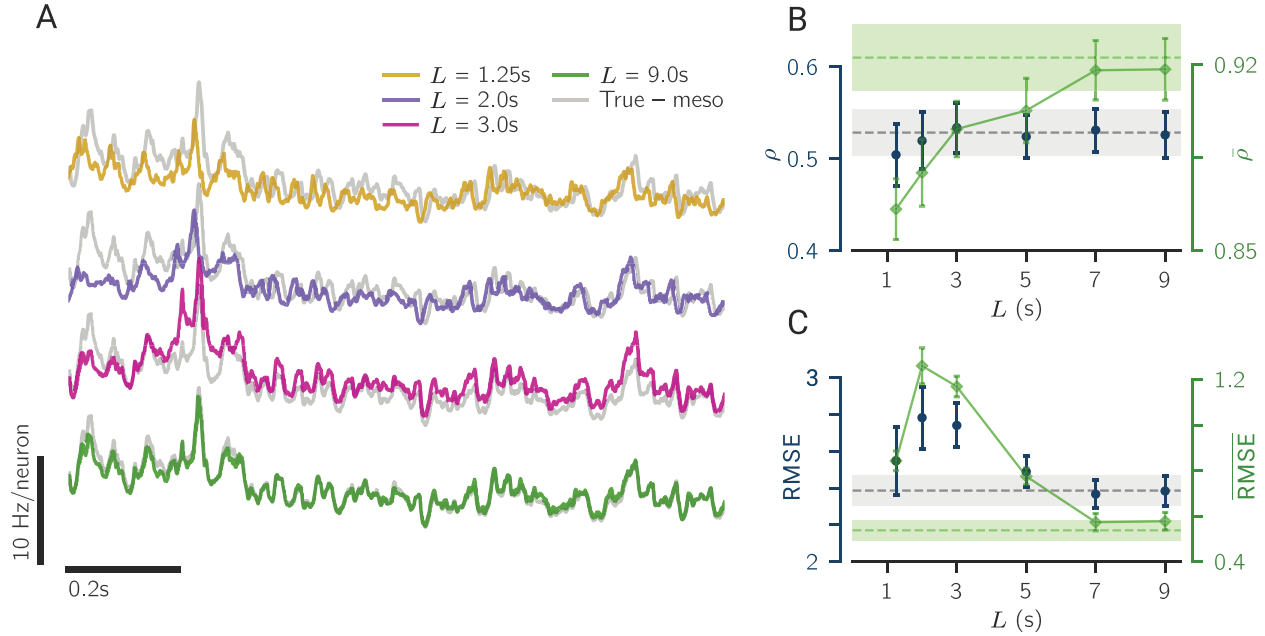 A
L = 1.25s
L = 2.0s
L = 3.0s
L = 9.0s
True – meso
10 Hz/neuron
0.2s
B
0.6
0.5
0.4
ρ
0.92
0.85
ρ̄
1 3 5 7 9
L (s)
C
3
2
RMSE
1.2
0.4
R̅M̅S̅E̅
1 3 5 7 9
L (s)